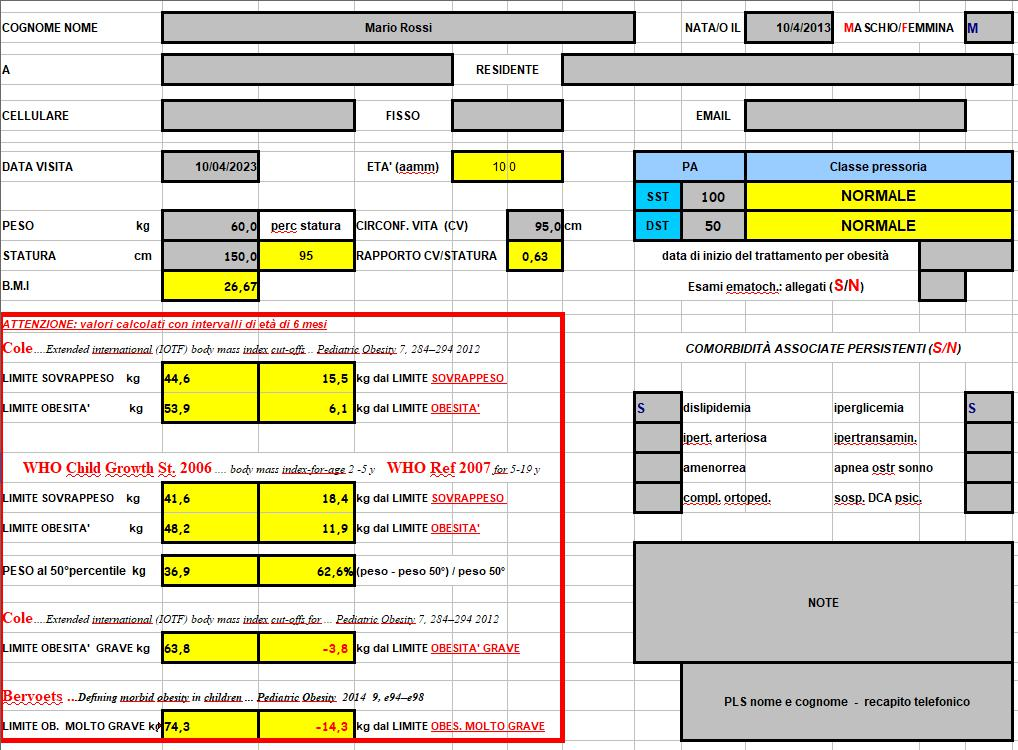 COGNOME NOME Mario Rossi NATA/O IL 10/4/2013 MASCHIO/FEMMINA M
A RESIDENTE
CELLULARE FISSO EMAIL
DATA VISITA 10/04/2023 ETA' (aamm) 10 0 PA Classe pressoria
SST 100 NORMALE
PESO kg 60,0 perc statura CIRCONF. VITA (CV) 95,0 cm DST 50 NORMALE
STATURA cm 150,0 95 RAPPORTO CV/STATURA 0,63 data di inizio del trattamento per obesità
B.M.I 26,67 Esami ematoch.: allegati (S/N)
ATTENZIONE: valori calcolati con intervalli di età di 6 mesi
Cole....Extended international (IOTF) body mass index cut-offs... Pediatric Obesity 7, 284–294 2012 COMORBIDITÀ ASSOCIATE PERSISTENTI (S/N)
LIMITE SOVRAPPESO kg 44,6 15,5 kg dal LIMITE SOVRAPPESO
LIMITE OBESITA' kg 53,9 6,1 kg dal LIMITE OBESITA' S dislipidemia iperglicemia S
ipert. arteriosa ipertransamin.
WHO Child Growth St. 2006 .... body mass index-for-age 2 -5 y WHO Ref 2007 for 5-19 y amenorrea apnea ostr sonno
LIMITE SOVRAPPESO kg 41,6 18,4 kg dal LIMITE SOVRAPPESO compl. ortoped. sosp. DCA psic.
LIMITE OBESITA' kg 48,2 11,9 kg dal LIMITE OBESITA'
PESO al 50°percentile kg 36,9 62,6% (peso - peso 50°) / peso 50°
NOTE
Cole....Extended international (IOTF) body mass index cut-offs for ... Pediatric Obesity 7, 284–294 2012
LIMITE OBESITA' GRAVE kg 63,8 -3,8 kg dal LIMITE OBESITA' GRAVE
Bervoets ...Defining morbid obesity in children ... Pediatric Obesity 2014 9, e94–e98 PLS nome e cognome - recapito telefonico
LIMITE OB. MOLTO GRAVE kg 74,3 -14,3 kg dal LIMITE OBES. MOLTO GRAVE